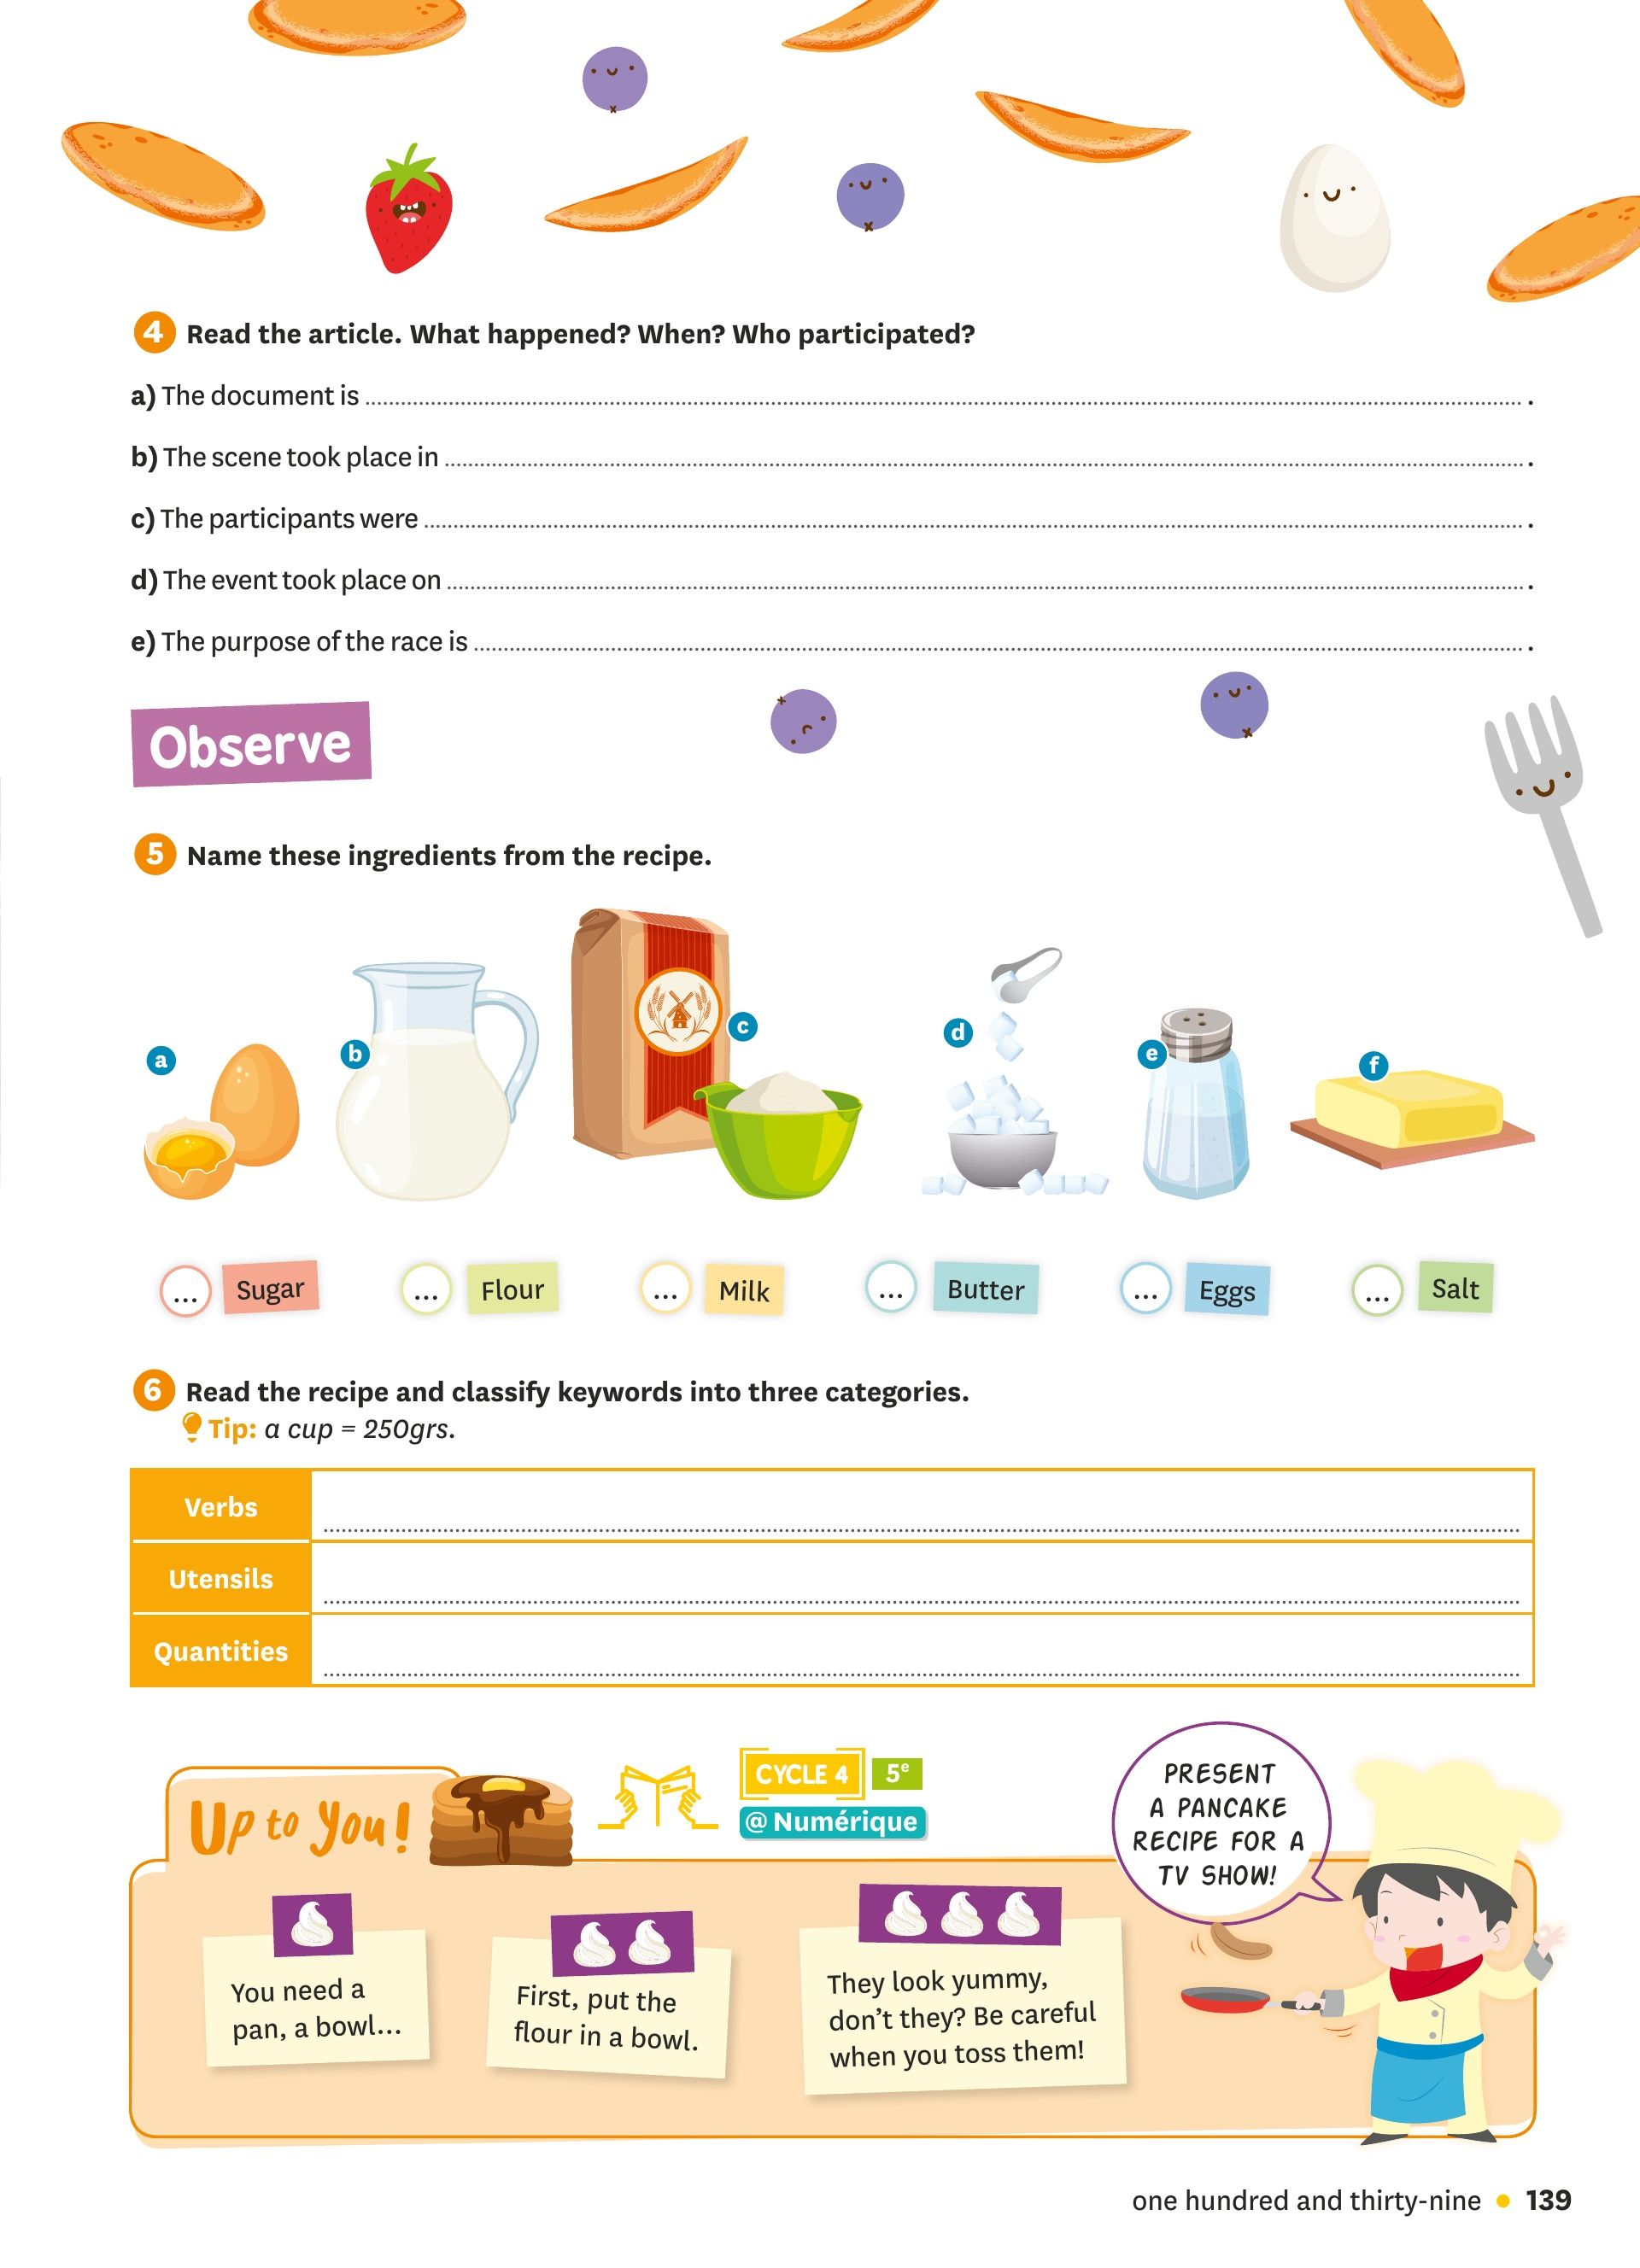 4 Read the article. What happened? When? Who participated?
a) The document is .
b) The scene took place in .
c) The participants were .
d) The event took place on .
e) The purpose of the race is .
Observe
5 Name these ingredients from the recipe.
a
b
c
d
e
f
... Sugar
... Flour
... Milk
... Butter
... Eggs
... Salt
6 Read the recipe and classify keywords into three categories.
Tip: a cup = 250grs.
Verbs
Utensils
Quantities
Up to You!
CYCLE 4 5e
@ Numérique
PRESENT
A PANCAKE
RECIPE FOR A
TV SHOW!
You need a
pan, a bowl...
First, put the
flour in a bowl.
They look yummy,
don't they? Be careful
when you toss them!
one hundred and thirty-nine • 139